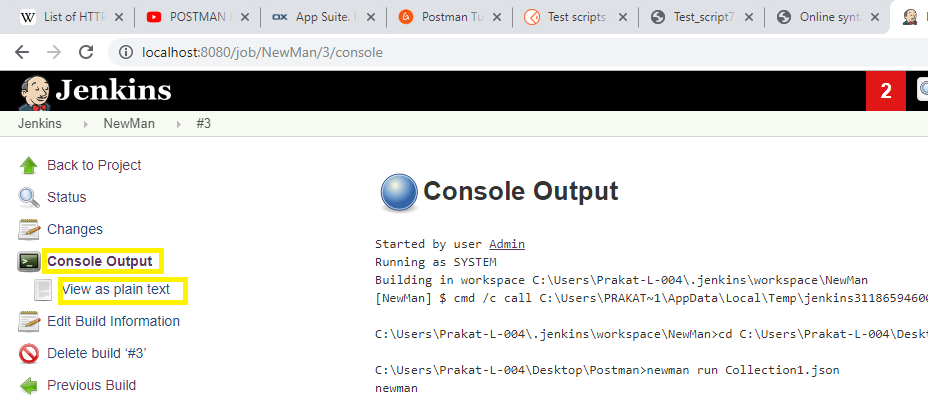 List of HTTP
POSTMAN I
App Suite. I
Postman Tu
Test scripts
Test_script7
Online synta
localhost:8080/job/NewMan/3/console
Jenkins
2
Jenkins NewMan #3
Back to Project
Status
Changes
Console Output
View as plain text
Edit Build Information
Delete build ‘#3’
Previous Build
Console Output
Started by user Admin
Running as SYSTEM
Building in workspace C:\Users\Prakat-L-004\.jenkins\workspace\NewMan
[NewMan] $ cmd /c call C:\Users\PRAKAT~1\AppData\Local\Temp\jenkins31186594600
C:\Users\Prakat-L-004\.jenkins\workspace\NewMan>cd C:\Users\Prakat-L-004\Deskt
C:\Users\Prakat-L-004\Desktop\Postman>newman run Collection1.json
newman